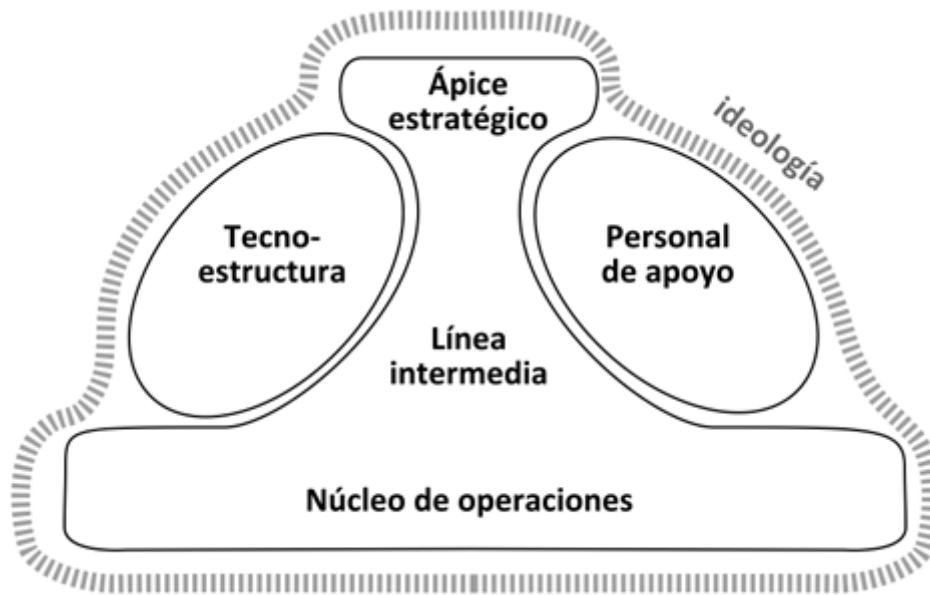 Ápice
estratégico
ideología
Tecno-
estructura
Personal
de apoyo
Línea
intermedia
Núcleo de operaciones